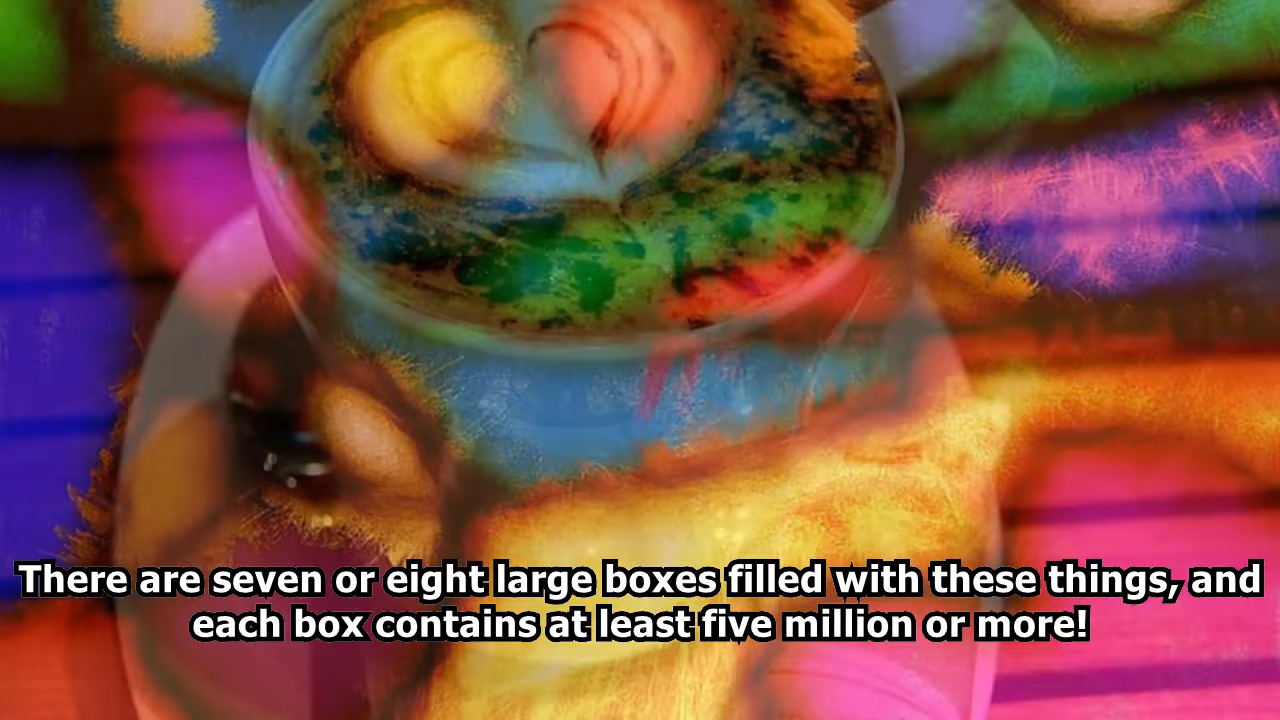 There are seven or eight large boxes filled with these things, and
each box contains at least five million or more!